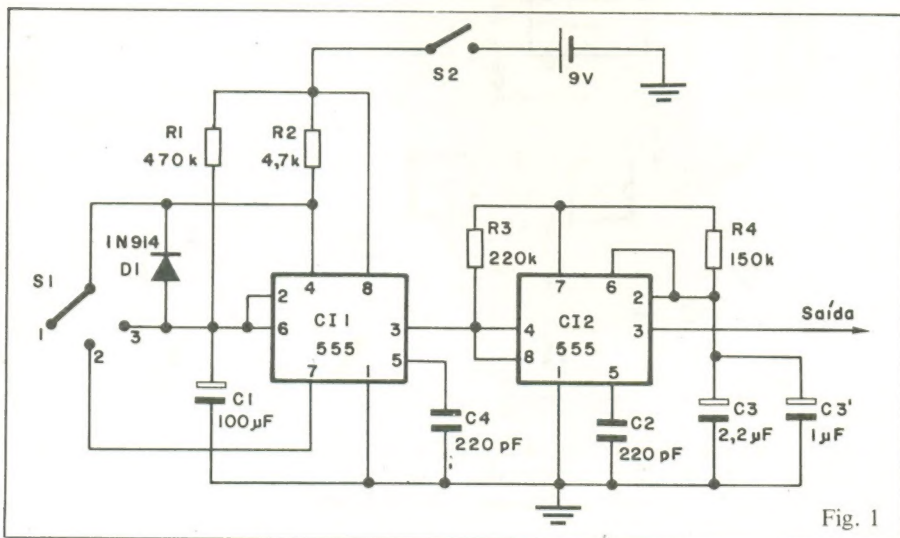 S2
9V
R1
470k
R2
4,7k
1N914
D1
S1
1
2
3
2
6
4
8
CI1
555
3
5
7
1
C1
100µF
C4
220 pF
R3
220k
7
6
2
4
3
8
CI2
555
1
5
C2
220 pF
R4
150k
Saída
C3
2,2µF
C3'
1µF
Fig. 1